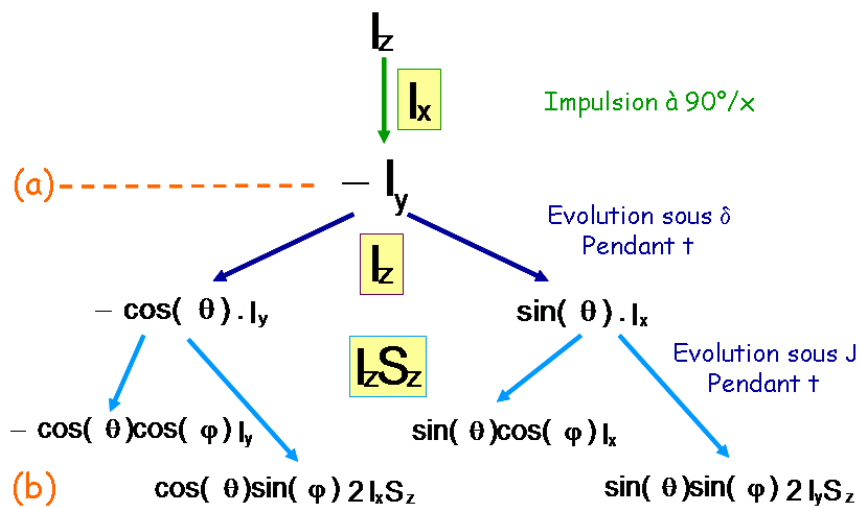 Iz
Ix
Impulsion à 90°/x
(a)
– Iy
Evolution sous δ
Pendant t
Iz
– cos( θ) . Iy
sin( θ) . Ix
IzSz
Evolution sous J
Pendant t
– cos( θ)cos( φ) Iy
sin( θ)cos( φ) Ix
(b)
cos( θ)sin( φ) 2 IxSz
sin( θ)sin( φ) 2 IySz